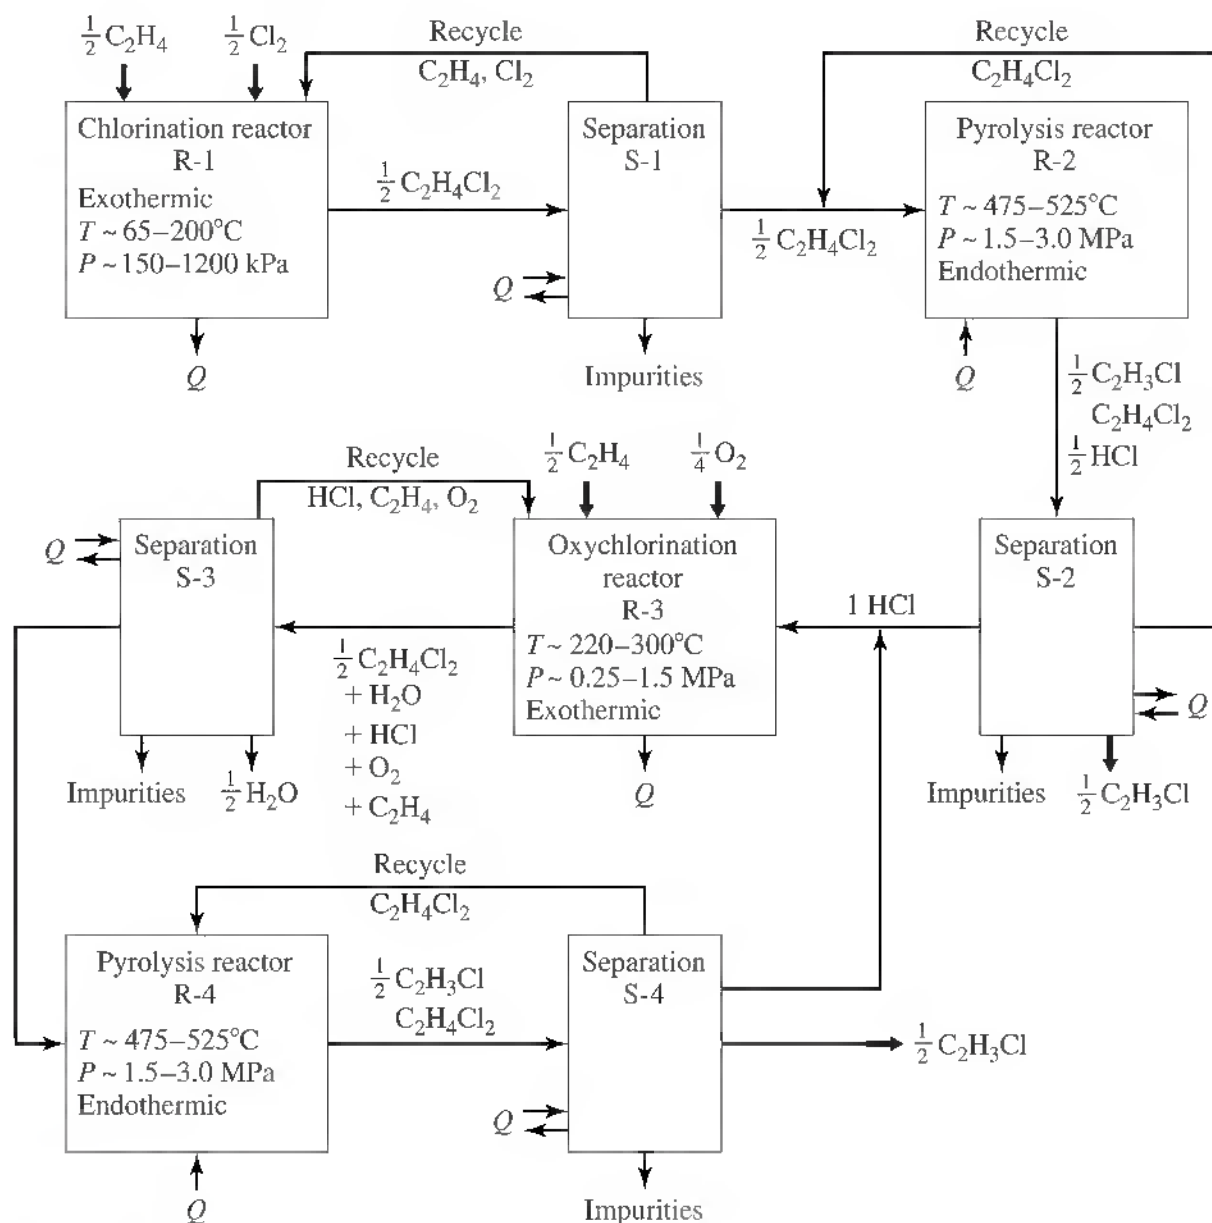 ½ C₂H₄
½ Cl₂
Recycle
C₂H₄, Cl₂
Recycle
C₂H₄Cl₂
Chlorination reactor
R-1
Exothermic
T ~ 65–200°C
P ~ 150–1200 kPa
Q
½ C₂H₄Cl₂
Separation
S-1
Q
Impurities
½ C₂H₄Cl₂
Pyrolysis reactor
R-2
T ~ 475–525°C
P ~ 1.5–3.0 MPa
Endothermic
Q
½ C₂H₃Cl
C₂H₄Cl₂
½ HCl
Recycle
HCl, C₂H₄, O₂
½ C₂H₄
¼ O₂
Q
Separation
S-3
Impurities
½ H₂O
½ C₂H₄Cl₂
+ H₂O
+ HCl
+ O₂
+ C₂H₄
Oxychlorination
reactor
R-3
T ~ 220–300°C
P ~ 0.25–1.5 MPa
Exothermic
Q
1 HCl
Separation
S-2
Q
Impurities
½ C₂H₃Cl
Recycle
C₂H₄Cl₂
Pyrolysis reactor
R-4
T ~ 475–525°C
P ~ 1.5–3.0 MPa
Endothermic
Q
½ C₂H₃Cl
C₂H₄Cl₂
Separation
S-4
Q
Impurities
½ C₂H₃Cl